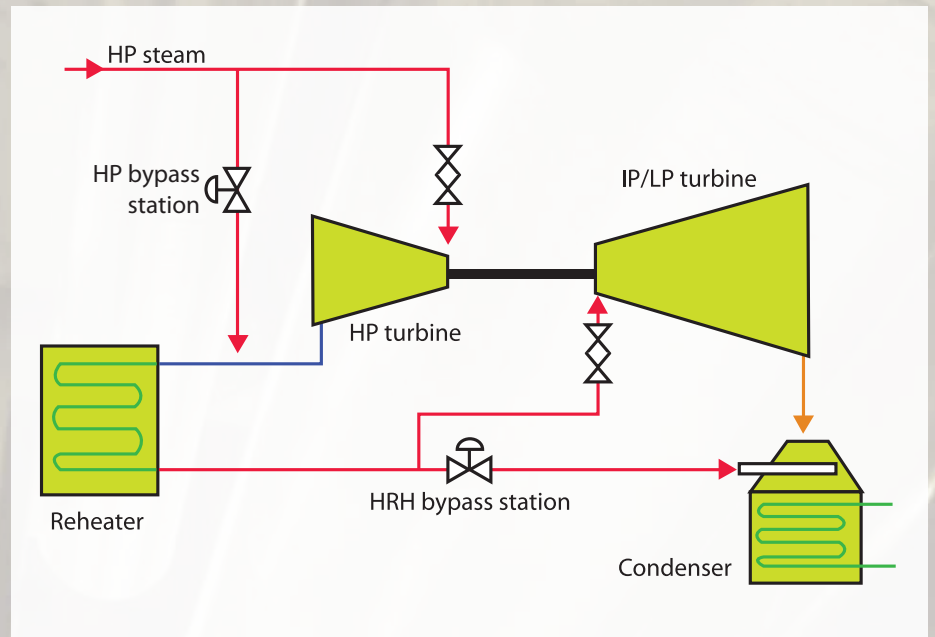 HP steam
HP bypass
station
IP/LP turbine
HP turbine
HRH bypass station
Reheater
Condenser